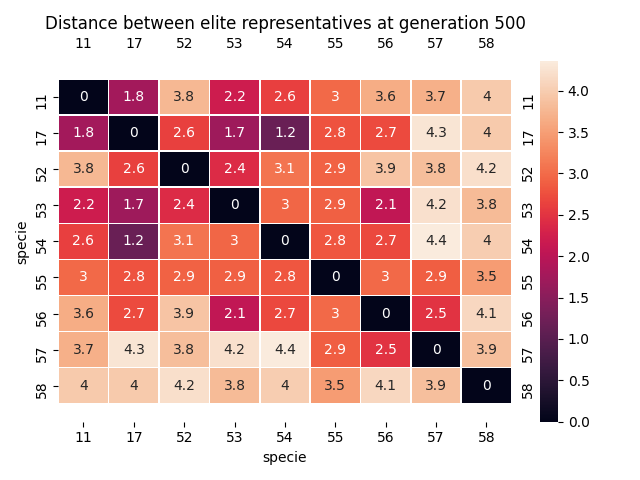 Distance between elite representatives at generation 500
11 17 52 53 54 55 56 57 58
11 0 1.8 3.8 2.2 2.6 3 3.6 3.7 4 11
17 1.8 0 2.6 1.7 1.2 2.8 2.7 4.3 4 17
52 3.8 2.6 0 2.4 3.1 2.9 3.9 3.8 4.2 52
53 2.2 1.7 2.4 0 3 2.9 2.1 4.2 3.8 53
54 2.6 1.2 3.1 3 0 2.8 2.7 4.4 4 54
55 3 2.8 2.9 2.9 2.8 0 3 2.9 3.5 55
56 3.6 2.7 3.9 2.1 2.7 3 0 2.5 4.1 56
57 3.7 4.3 3.8 4.2 4.4 2.9 2.5 0 3.9 57
58 4 4 4.2 3.8 4 3.5 4.1 3.9 0 58
11 17 52 53 54 55 56 57 58
specie
specie
4.0
3.5
3.0
2.5
2.0
1.5
1.0
0.5
0.0